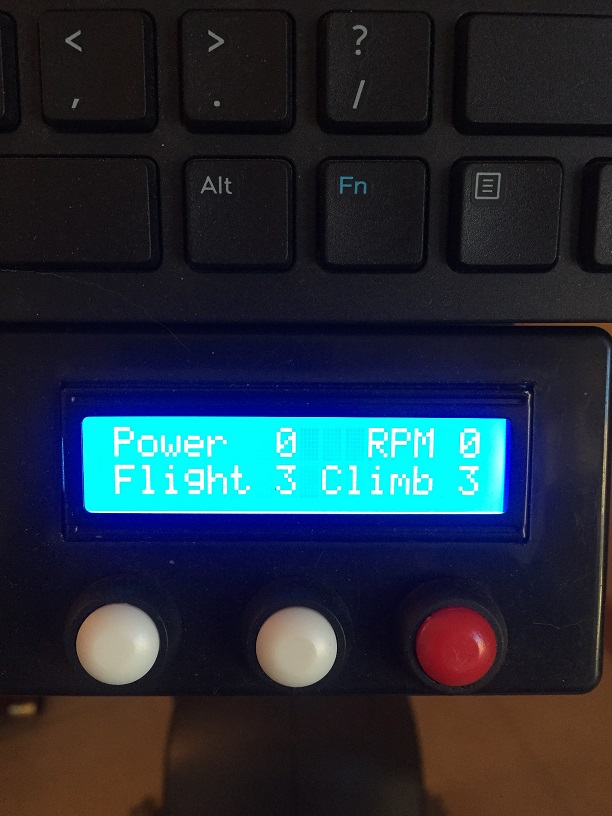 < > ?
, . /
Alt Fn
Power 0 RPM 0
Flight 3 Climb 3